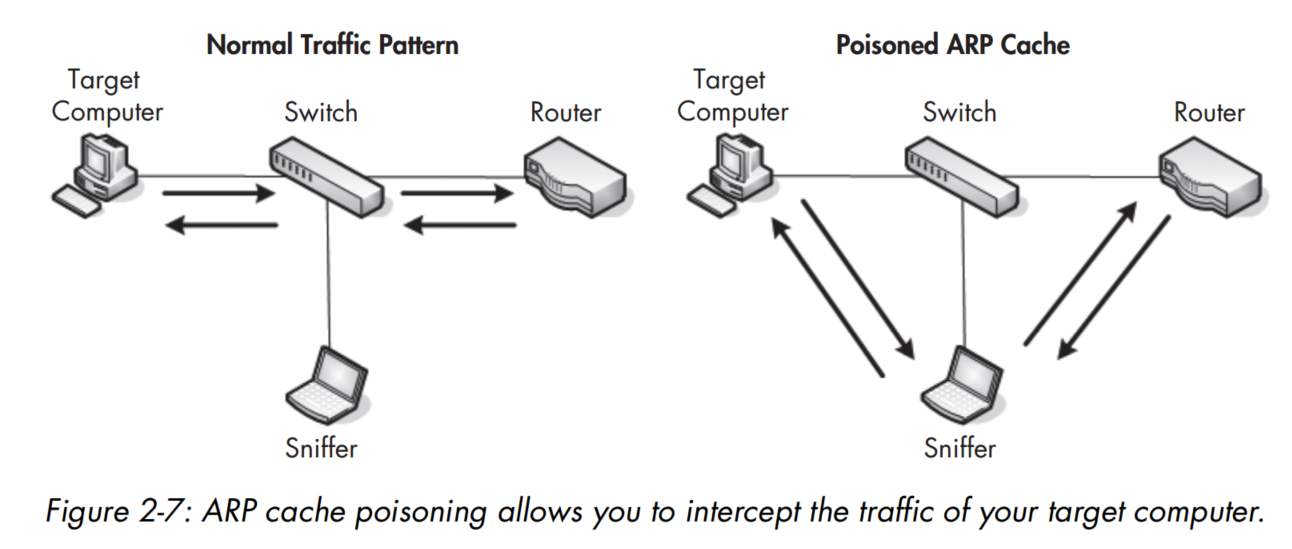 Normal Traffic Pattern
Target
Computer
Switch
Router
Sniffer
Poisoned ARP Cache
Target
Computer
Switch
Router
Sniffer
Figure 2-7: ARP cache poisoning allows you to intercept the traffic of your target computer.